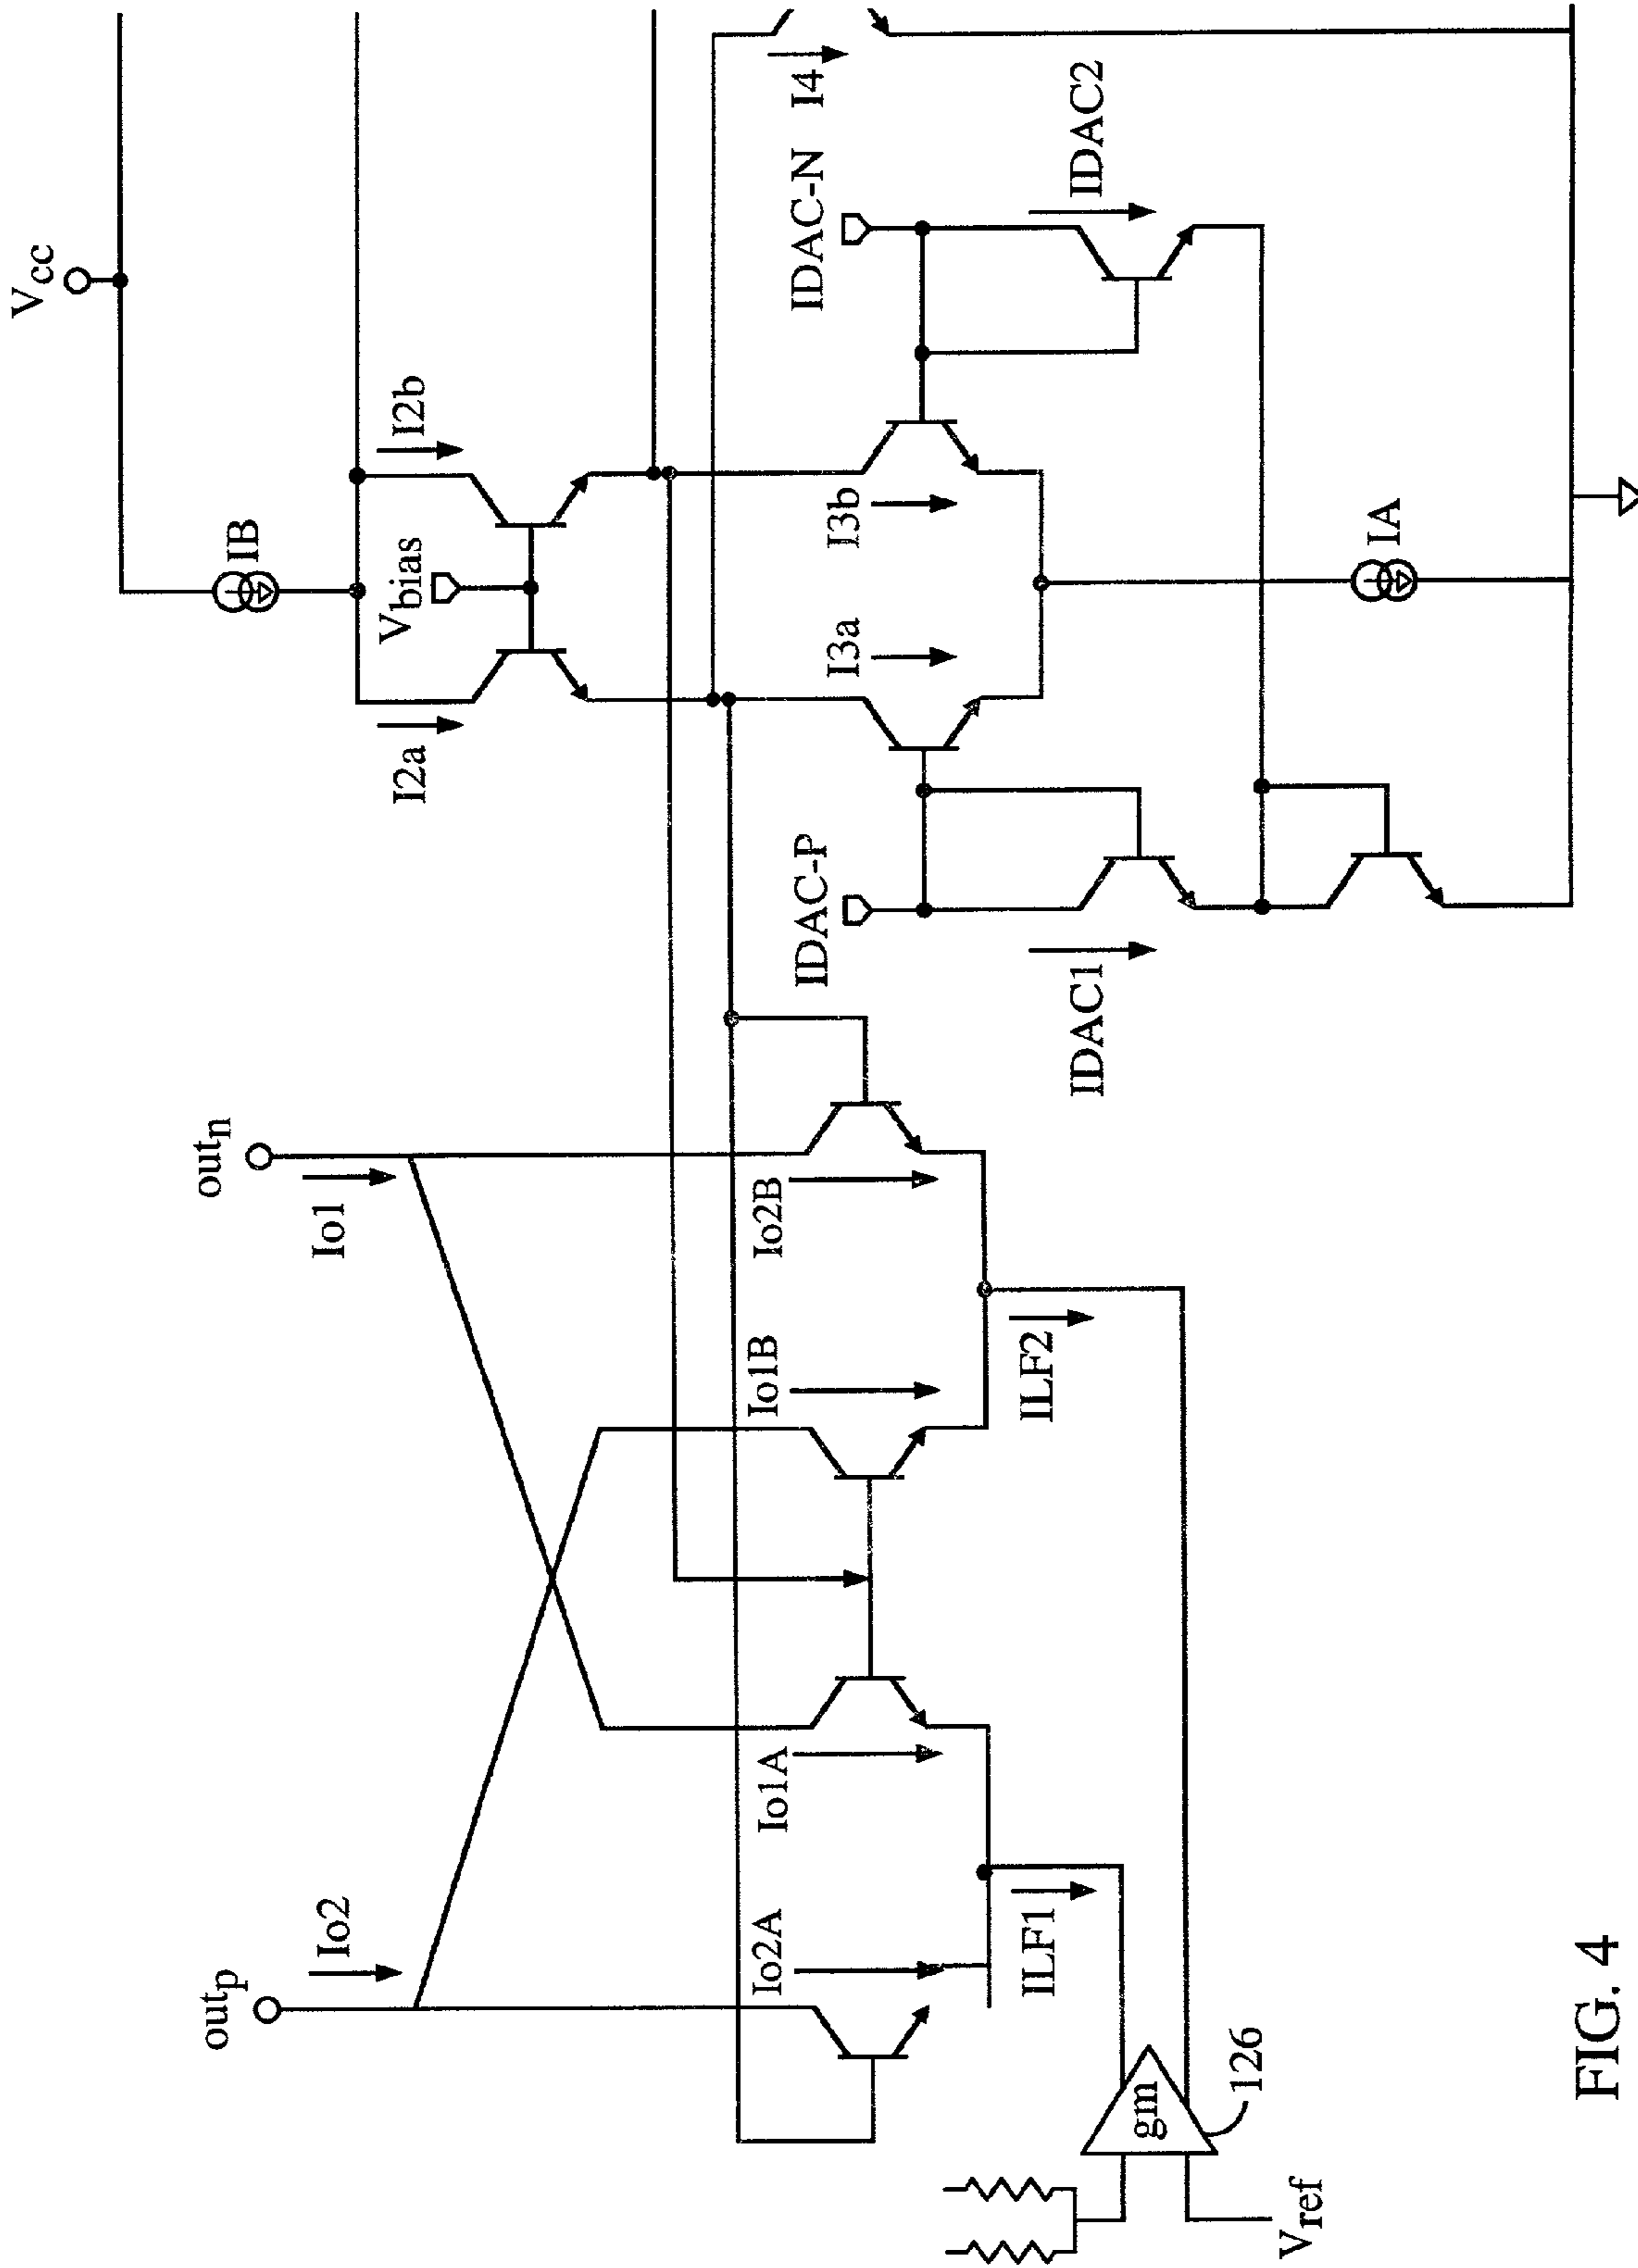 Vcc
IB
I2a
I2b
Vbias
I3a
I3b
I4
IDAC-P
IDAC-N
IDAC1
IDAC2
IA
outp
outn
Io2
Io1
Io2A
Io1A
Io1B
Io2B
ILF1
ILF2
gm
126
Vref
FIG. 4